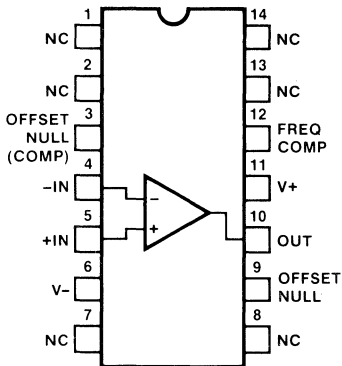 1
NC
2
NC
3
OFFSET
NULL
(COMP)
4
–IN
5
+IN
6
V–
7
NC
–
+
14
NC
13
NC
12
FREQ
COMP
11
V+
10
OUT
9
OFFSET
NULL
8
NC